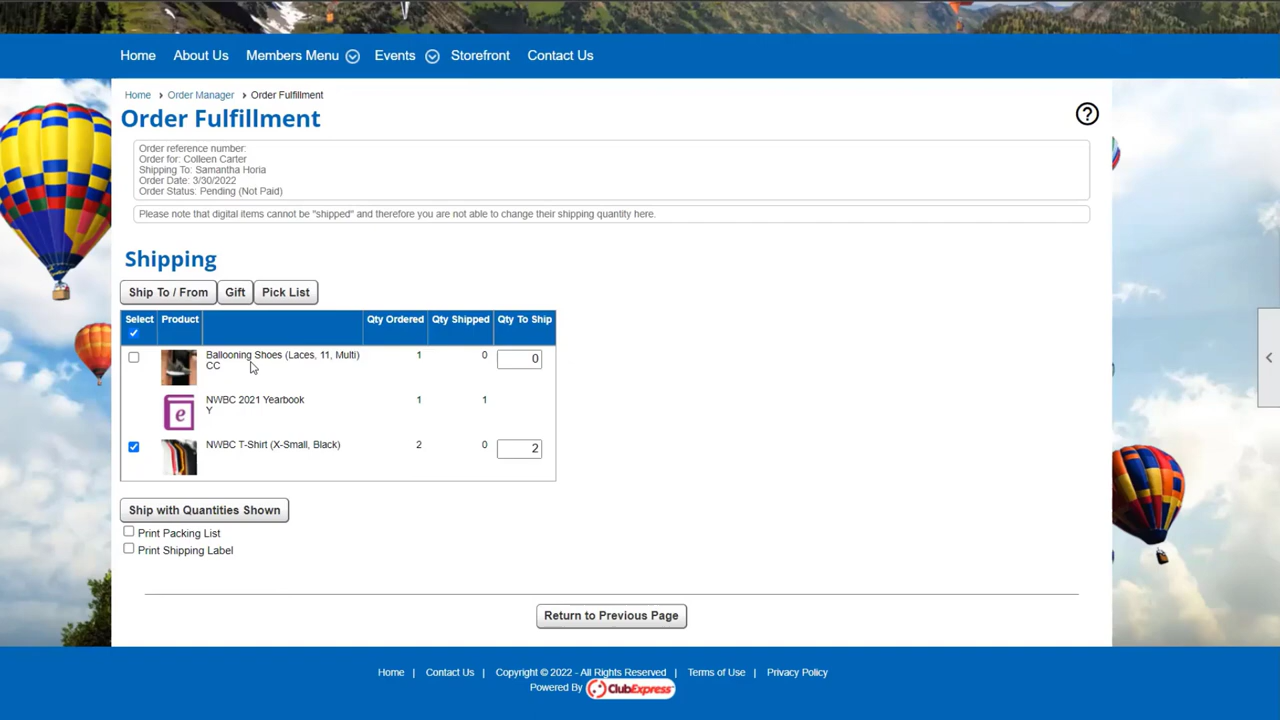 Home About Us Members Menu Events Storefront Contact Us
Home › Order Manager › Order Fulfillment
Order Fulfillment
?
Order reference number:
Order for: Colleen Carter
Shipping To: Samantha Horia
Order Date: 3/30/2022
Order Status: Pending (Not Paid)
Please note that digital items cannot be "shipped" and therefore you are not able to change their shipping quantity here.
Shipping
Ship To / From Gift Pick List
Select Product Qty Ordered Qty Shipped Qty To Ship
Ballooning Shoes (Laces, 11, Multi) 1 0 0
CC
NWBC 2021 Yearbook 1 1
Y
e
NWBC T-Shirt (X-Small, Black) 2 0 2
Ship with Quantities Shown
Print Packing List
Print Shipping Label
Return to Previous Page
Home | Contact Us | Copyright © 2022 - All Rights Reserved | Terms of Use | Privacy Policy
Powered By ClubExpress